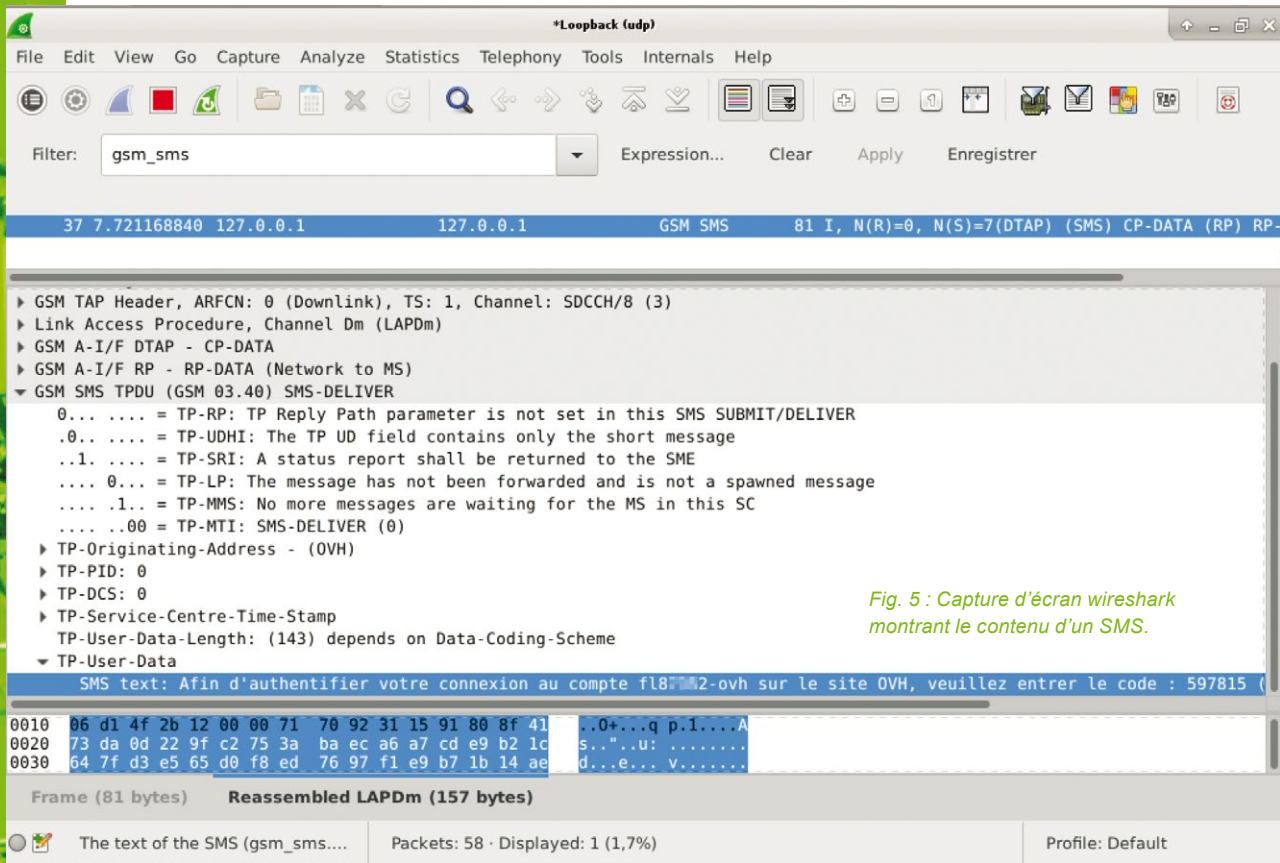 *Loopback (udp)
File Edit View Go Capture Analyze Statistics Telephony Tools Internals Help
Filter: gsm_sms Expression... Clear Apply Enregistrer
37 7.721168840 127.0.0.1 127.0.0.1 GSM SMS 81 I, N(R)=0, N(S)=7(DTAP) (SMS) CP-DATA (RP) RP-
GSM TAP Header, ARFCN: 0 (Downlink), TS: 1, Channel: SDCCH/8 (3)
Link Access Procedure, Channel Dm (LAPDm)
GSM A-I/F DTAP - CP-DATA
GSM A-I/F RP - RP-DATA (Network to MS)
GSM SMS TPDU (GSM 03.40) SMS-DELIVER
0... .... = TP-RP: TP Reply Path parameter is not set in this SMS SUBMIT/DELIVER
.0.. .... = TP-UDHI: The TP UD field contains only the short message
..1. .... = TP-SRI: A status report shall be returned to the SME
.... 0... = TP-LP: The message has not been forwarded and is not a spawned message
.... .1.. = TP-MMS: No more messages are waiting for the MS in this SC
.... ..00 = TP-MTI: SMS-DELIVER (0)
TP-Originating-Address - (OVH)
TP-PID: 0
TP-DCS: 0
TP-Service-Centre-Time-Stamp
TP-User-Data-Length: (143) depends on Data-Coding-Scheme
TP-User-Data
SMS text: Afin d'authentifier votre connexion au compte sur le site OVH, veuillez entrer le code : 597815 (
Fig. 5 : Capture d'écran wireshark
montrant le contenu d'un SMS.
0010 06 d1 4f 2b 12 00 00 71 70 92 31 15 91 80 8f 41 ..O+...q p.1....A
0020 73 da 0d 22 9f c2 75 3a ba ec a6 a7 cd e9 b2 1c s.."..u: ........
0030 64 7f d3 e5 65 d0 f8 ed 76 97 f1 e9 b7 1b 14 ae d...e... v.......
Frame (81 bytes) Reassembled LAPDm (157 bytes)
The text of the SMS (gsm_sms.... Packets: 58 · Displayed: 1 (1,7%) Profile: Default